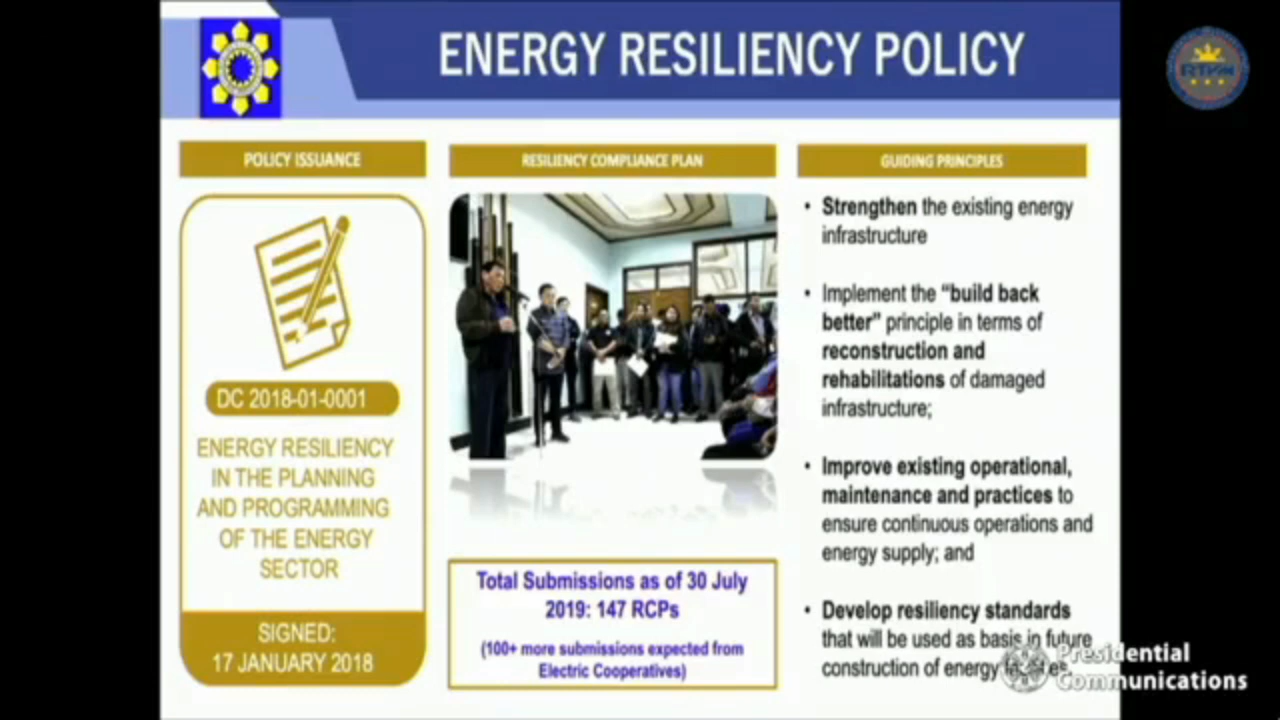 ENERGY RESILIENCY POLICY
RTVM
POLICY ISSUANCE
DC 2018-01-0001
ENERGY RESILIENCY
IN THE PLANNING
AND PROGRAMMING
OF THE ENERGY
SECTOR
SIGNED:
17 JANUARY 2018
RESILIENCY COMPLIANCE PLAN
Total Submissions as of 30 July
2019: 147 RCPs
(100+ more submissions expected from
Electric Cooperatives)
GUIDING PRINCIPLES
• Strengthen the existing energy
infrastructure
• Implement the “build back
better” principle in terms of
reconstruction and
rehabilitations of damaged
infrastructure;
• Improve existing operational,
maintenance and practices to
ensure continuous operations and
energy supply; and
• Develop resiliency standards
that will be used as basis in future
construction of energy
Presidential
Communications